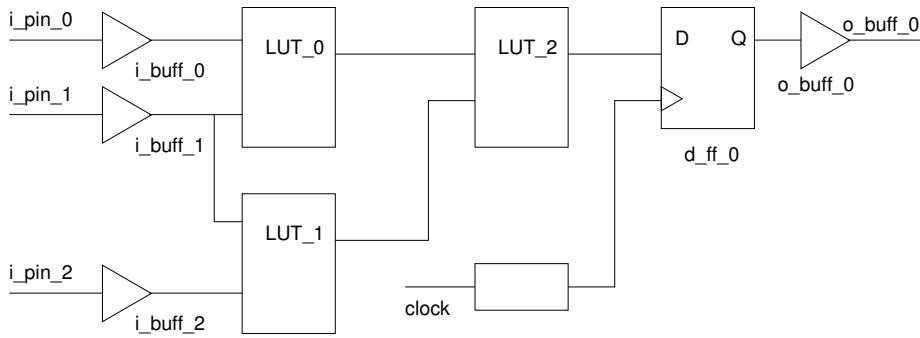 i_pin_0
i_buff_0
LUT_0
LUT_2
D
Q
o_buff_0
o_buff_0
i_pin_1
i_buff_1
d_ff_0
LUT_1
i_pin_2
i_buff_2
clock